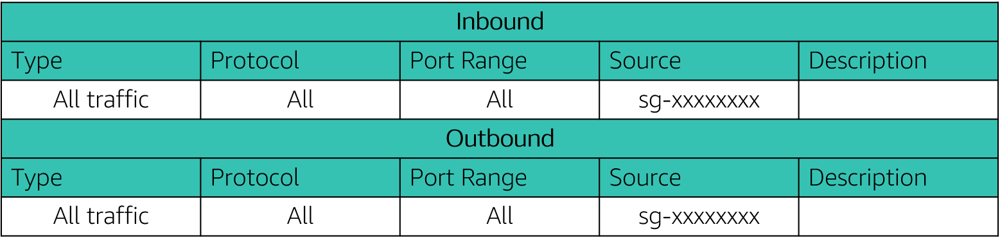 Inbound
Type Protocol Port Range Source Description
All traffic All All sg-xxxxxxxx
Outbound
Type Protocol Port Range Source Description
All traffic All All sg-xxxxxxxx